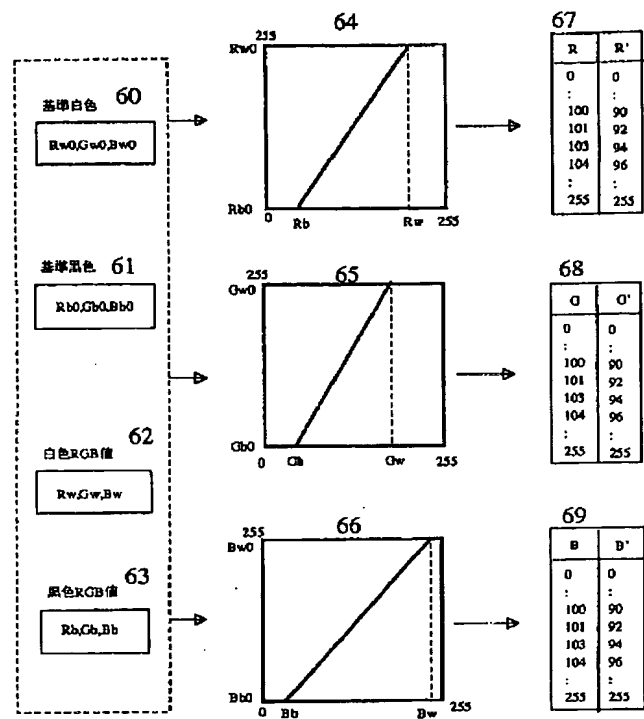 60
基準白色
Rw0,Gw0,Bw0
61
基準黒色
Rb0,Gb0,Bb0
62
白色RGB値
Rw,Gw,Bw
63
黒色RGB値
Rb,Gb,Bb
64
255
Rw0
Rb0
0
Rb
Rw
255
65
255
Gw0
Gb0
0
Gb
Gw
255
66
255
Bw0
Bb0
0
Bb
Bw
255
67
R R'
0 0
: :
100 90
101 92
103 94
104 96
: :
255 255
68
G G'
0 0
: :
100 90
101 92
103 94
104 96
: :
255 255
69
B B'
0 0
: :
100 90
101 92
103 94
104 96
: :
255 255